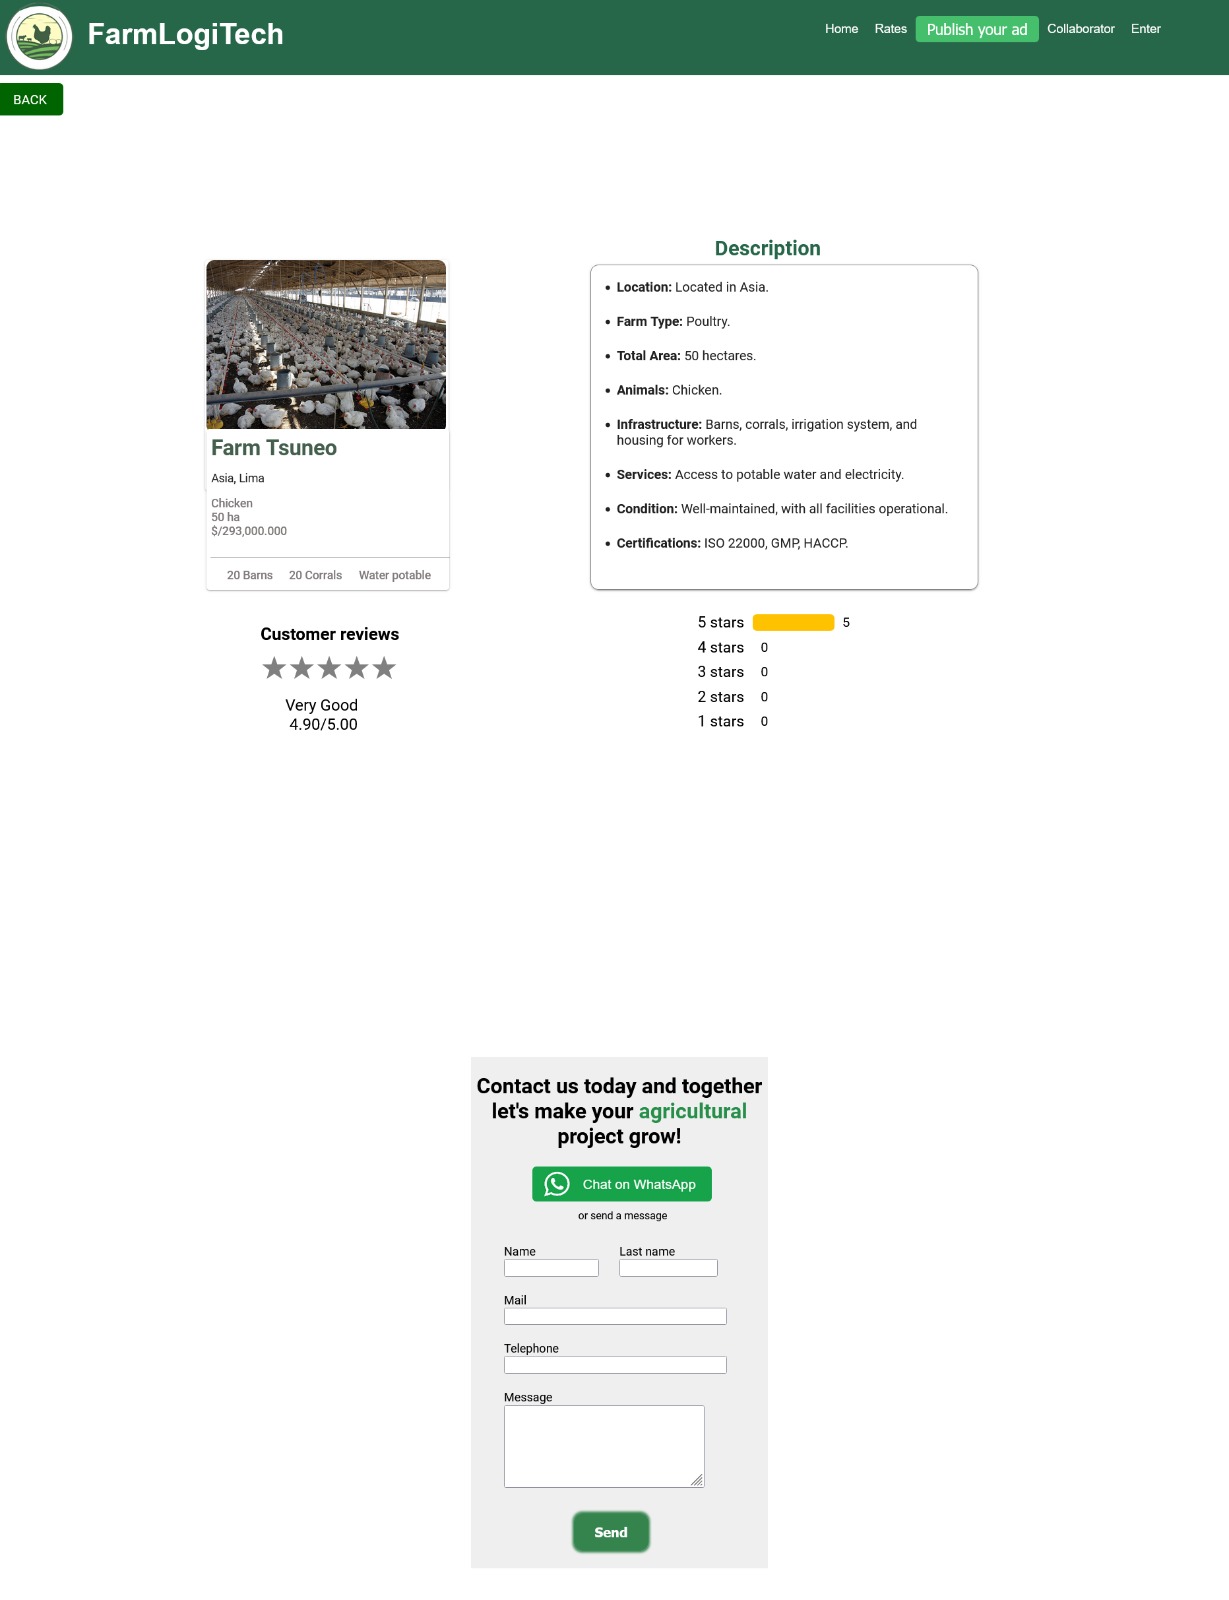 FarmLogiTech
Home
Rates
Publish your ad
Collaborator
Enter
BACK
Farm Tsuneo
Asia, Lima
Chicken
50 ha
$/293,000.000
20 Barns
20 Corrals
Water potable
Description
Location: Located in Asia.
Farm Type: Poultry.
Total Area: 50 hectares.
Animals: Chicken.
Infrastructure: Barns, corrals, irrigation system, and
housing for workers.
Services: Access to potable water and electricity.
Condition: Well-maintained, with all facilities operational.
Certifications: ISO 22000, GMP, HACCP.
Customer reviews
Very Good
4.90/5.00
5 stars 5
4 stars 0
3 stars 0
2 stars 0
1 stars 0
Contact us today and together
let's make your agricultural
project grow!
Chat on WhatsApp
or send a message
Name
Last name
Mail
Telephone
Message
Send